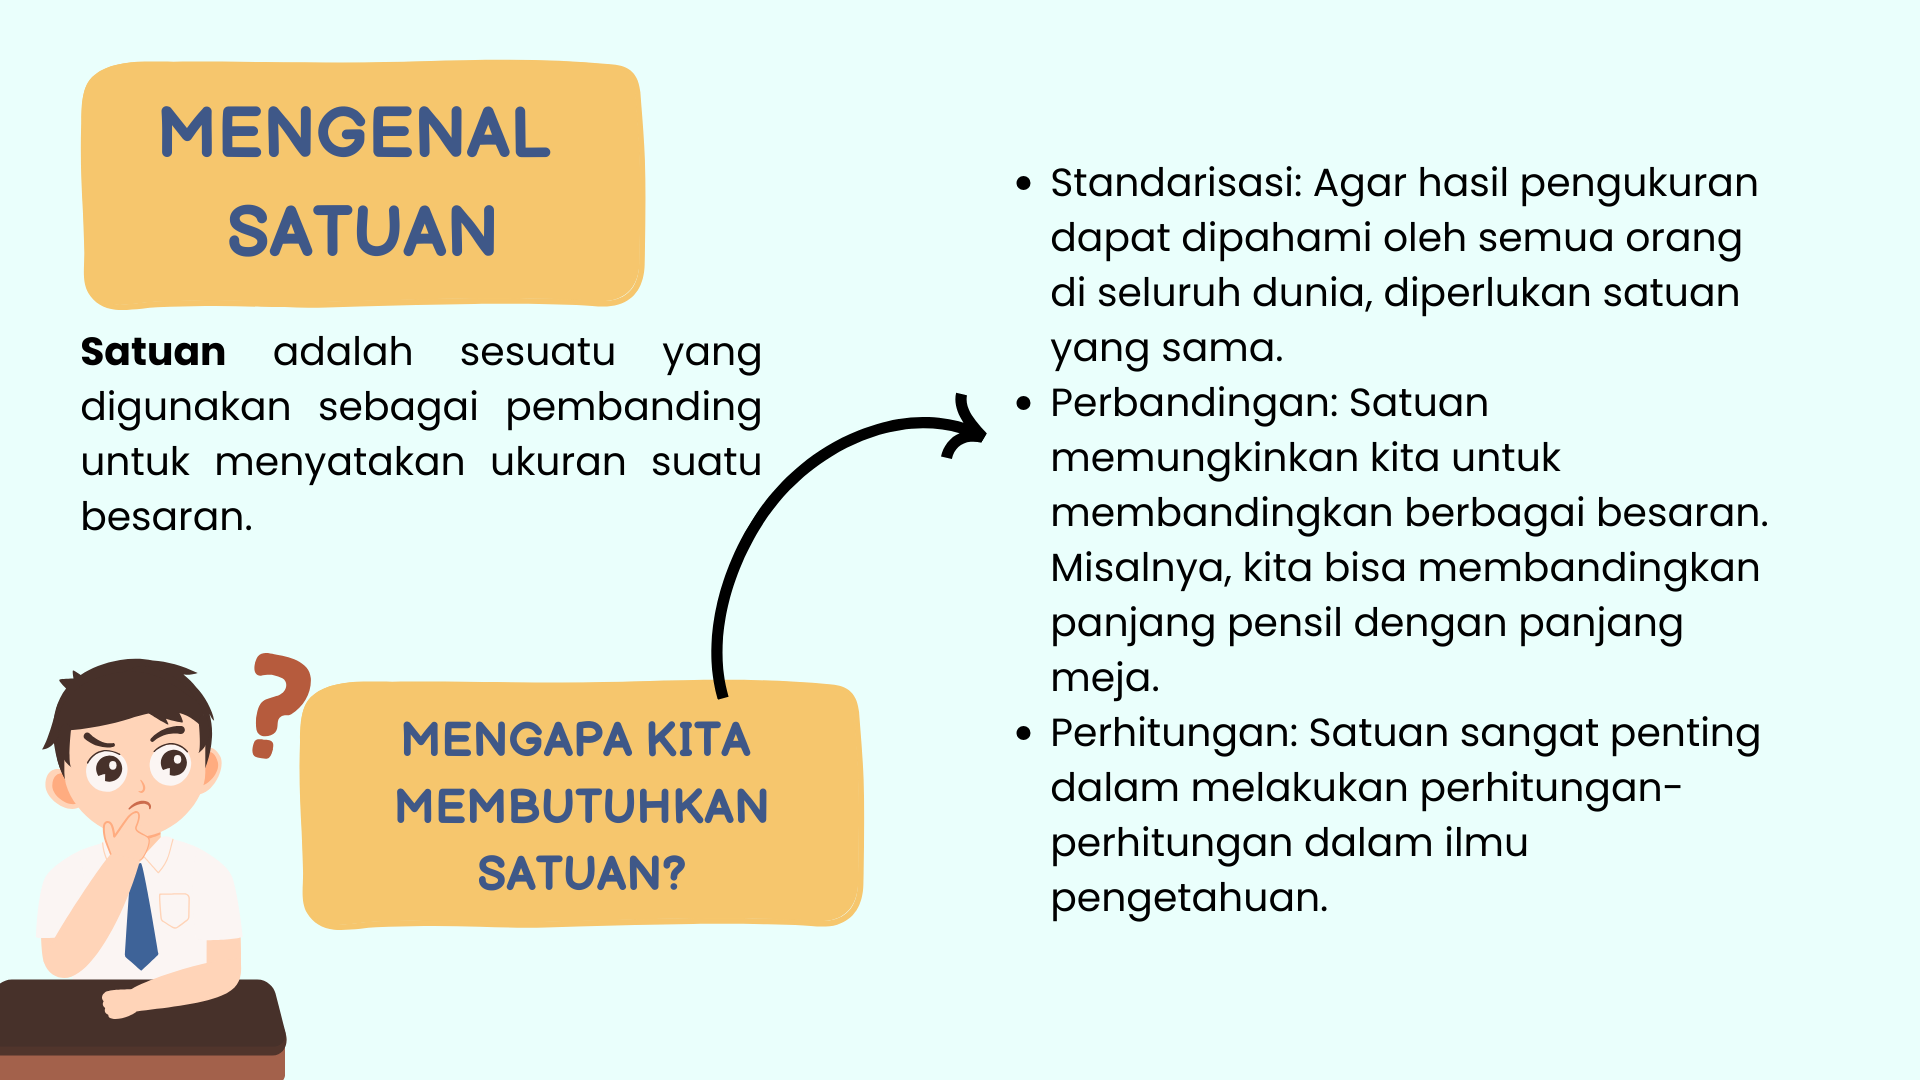 MENGENAL
SATUAN
Satuan adalah sesuatu yang
digunakan sebagai pembanding
untuk menyatakan ukuran suatu
besaran.
?
MENGAPA KITA
MEMBUTUHKAN
SATUAN?
• Standarisasi: Agar hasil pengukuran
dapat dipahami oleh semua orang
di seluruh dunia, diperlukan satuan
yang sama.
• Perbandingan: Satuan
memungkinkan kita untuk
membandingkan berbagai besaran.
Misalnya, kita bisa membandingkan
panjang pensil dengan panjang
meja.
• Perhitungan: Satuan sangat penting
dalam melakukan perhitungan-
perhitungan dalam ilmu
pengetahuan.